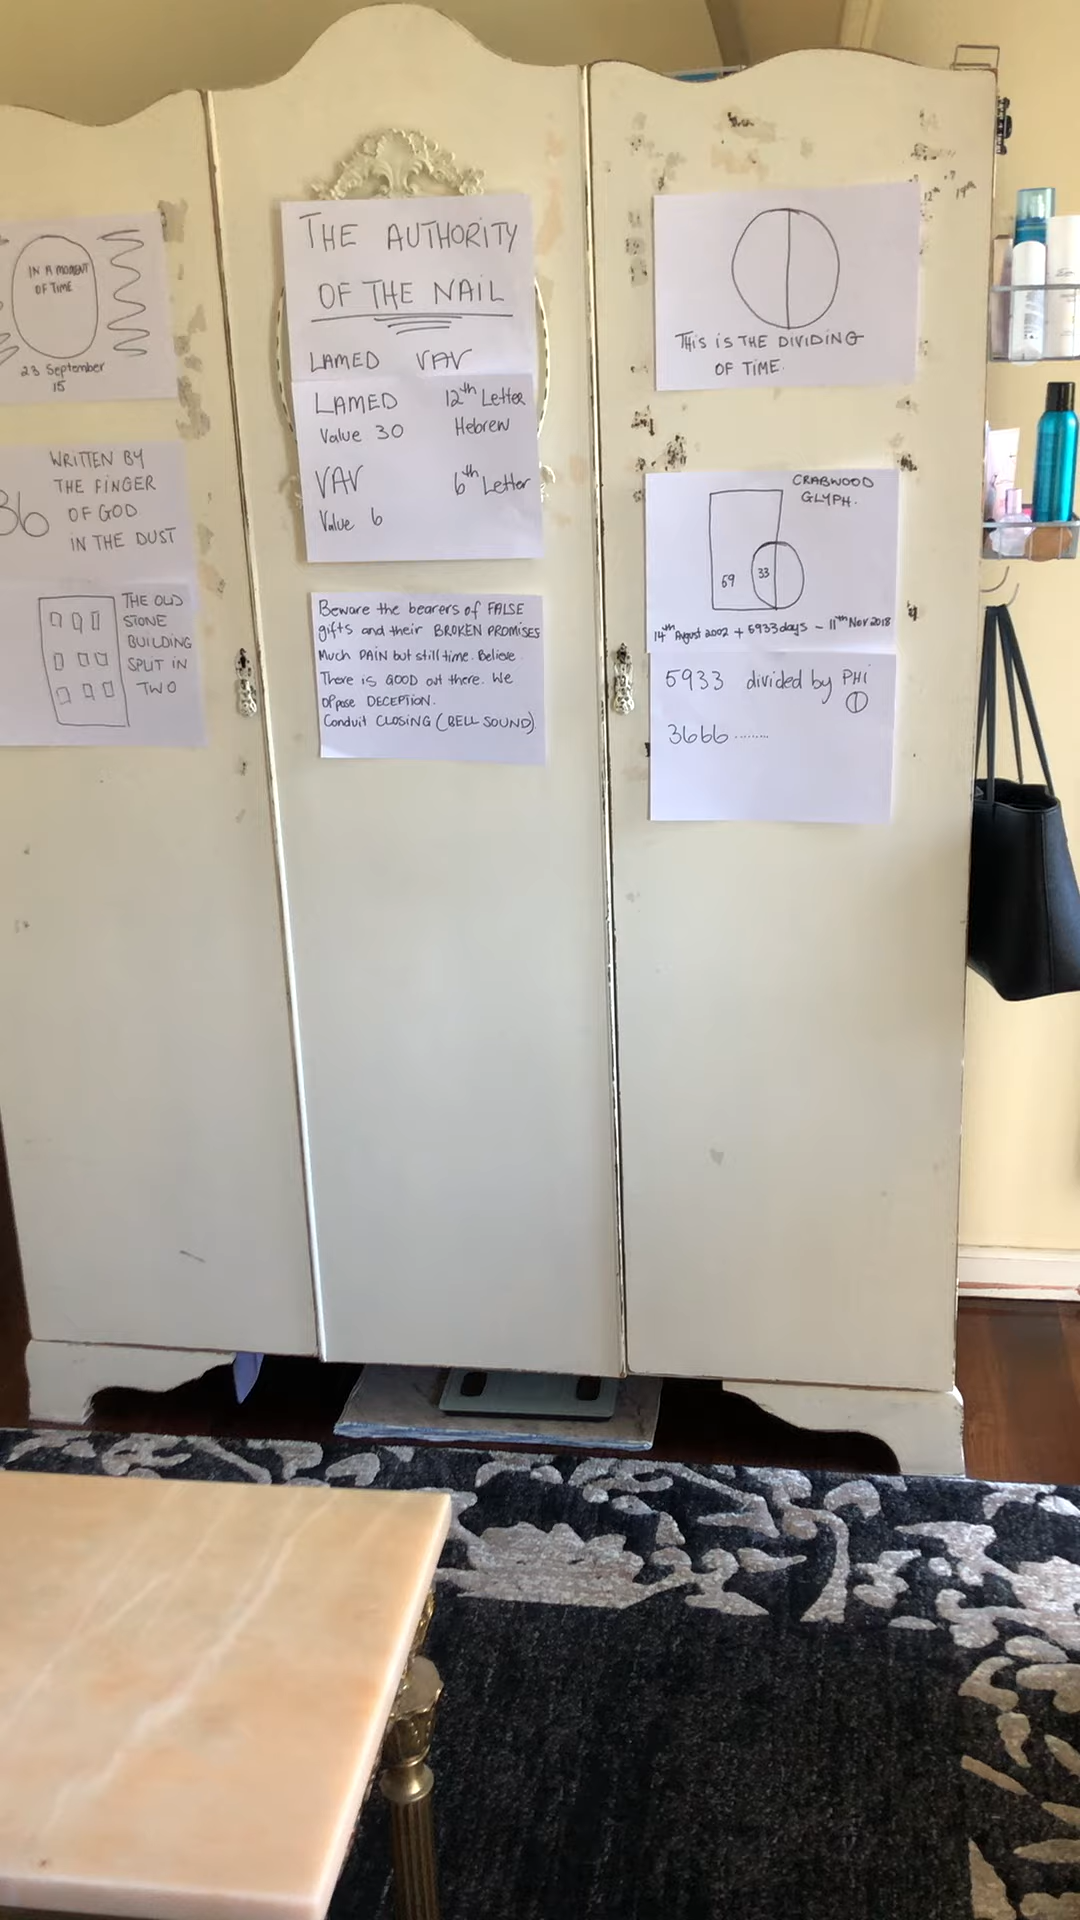 IN A MOMENT
OF TIME
23 September
15
36
WRITTEN BY
THE FINGER
OF GOD
IN THE DUST
THE OLD
STONE
BUILDING
SPLIT IN
TWO
THE AUTHORITY
OF THE NAIL
LAMED VAV
LAMED 12th Letter
Value 30 Hebrew
VAV 6th Letter
Value 6
Beware the bearers of FALSE
gifts and their BROKEN PROMISES
Much PAIN but still time. Believe.
There is GOOD out there. We
oppose DECEPTION.
Conduit CLOSING (BELL SOUND).
12th 19th
THIS IS THE DIVIDING
OF TIME.
CRABWOOD
GLYPH.
59 33
14th August 2002 + 5933 days – 11th Nov 2018
5933 divided by PHI
3666........